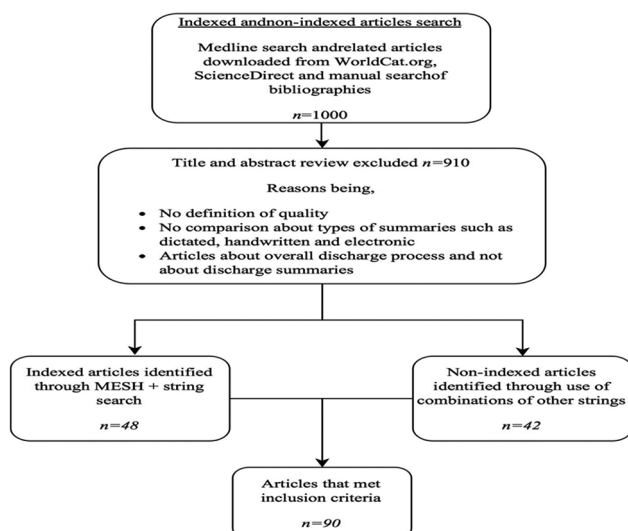 Indexed andnon-indexed articles search
Medline search andrelated articles
downloaded from WorldCat.org,
ScienceDirect and manual searchof
bibliographies
n=1000
Title and abstract review excluded n=910
Reasons being,
• No definition of quality
• No comparison about types of summaries such as
dictated, handwritten and electronic
• Articles about overall discharge process and not
about discharge summaries
Indexed articles identified
through MESH + string
search
n=48
Non-indexed articles
identified through use of
combinations of other strings
n=42
Articles that met
inclusion criteria
n=90